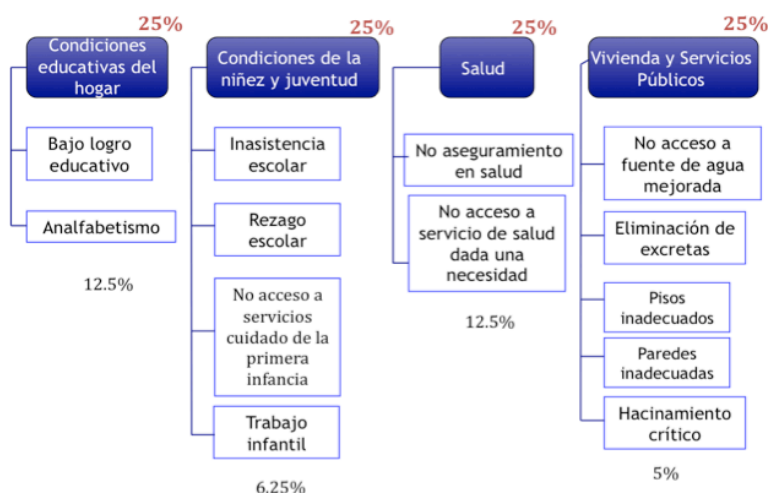 25%
Condiciones
educativas del
hogar
Bajo logro
educativo
Analfabetismo
12.5%
25%
Condiciones de la
niñez y juventud
Inasistencia
escolar
Rezago
escolar
No acceso a
servicios
cuidado de la
primera
infancia
Trabajo
infantil
6.25%
25%
Salud
No aseguramiento
en salud
No acceso a
servicio de salud
dada una
necesidad
12.5%
25%
Vivienda y Servicios
Públicos
No acceso a
fuente de agua
mejorada
Eliminación de
excretas
Pisos
inadecuados
Paredes
inadecuadas
Hacinamiento
crítico
5%